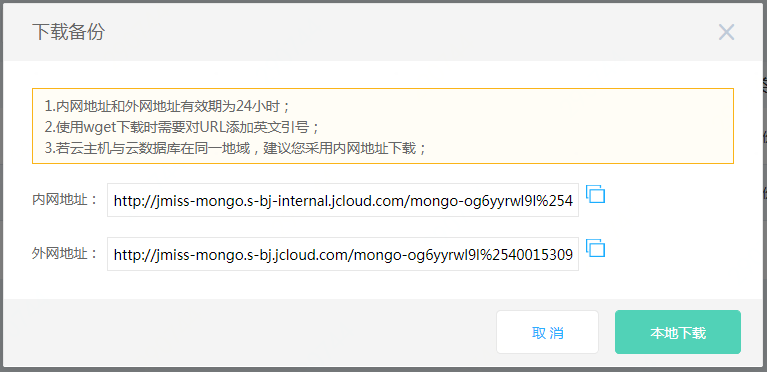 下载备份
1.内网地址和外网地址有效期为24小时；
2.使用wget下载时需要对URL添加英文引号；
3.若云主机与云数据库在同一地域，建议您采用内网地址下载；
内网地址： http://jmiss-mongo.s-bj-internal.jcloud.com/mongo-og6yyrwl9l%254
外网地址： http://jmiss-mongo.s-bj.jcloud.com/mongo-og6yyrwl9l%2540015309
取消 本地下载